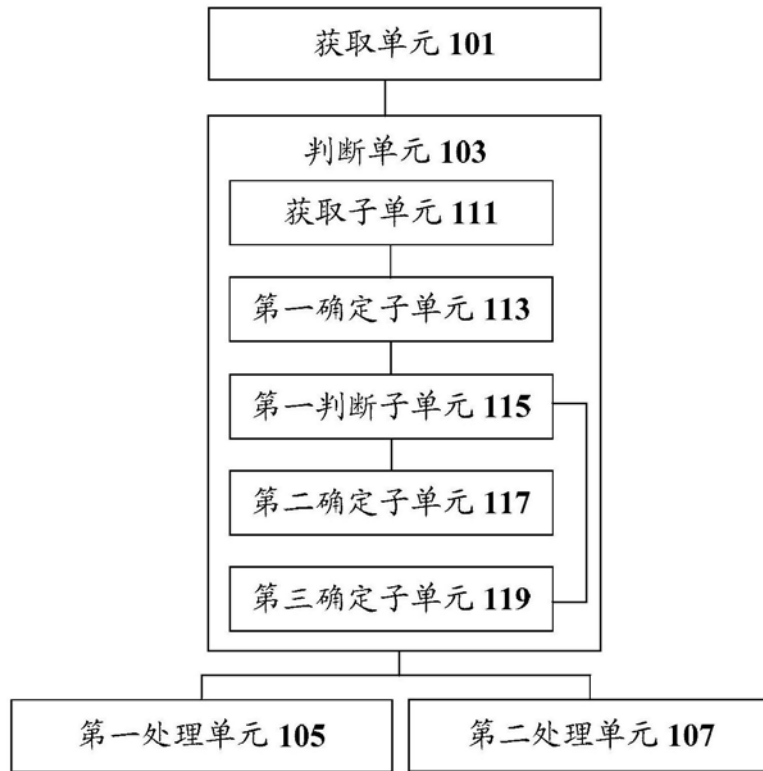 获取单元 101
判断单元 103
获取子单元 111
第一确定子单元 113
第一判断子单元 115
第二确定子单元 117
第三确定子单元 119
第一处理单元 105
第二处理单元 107